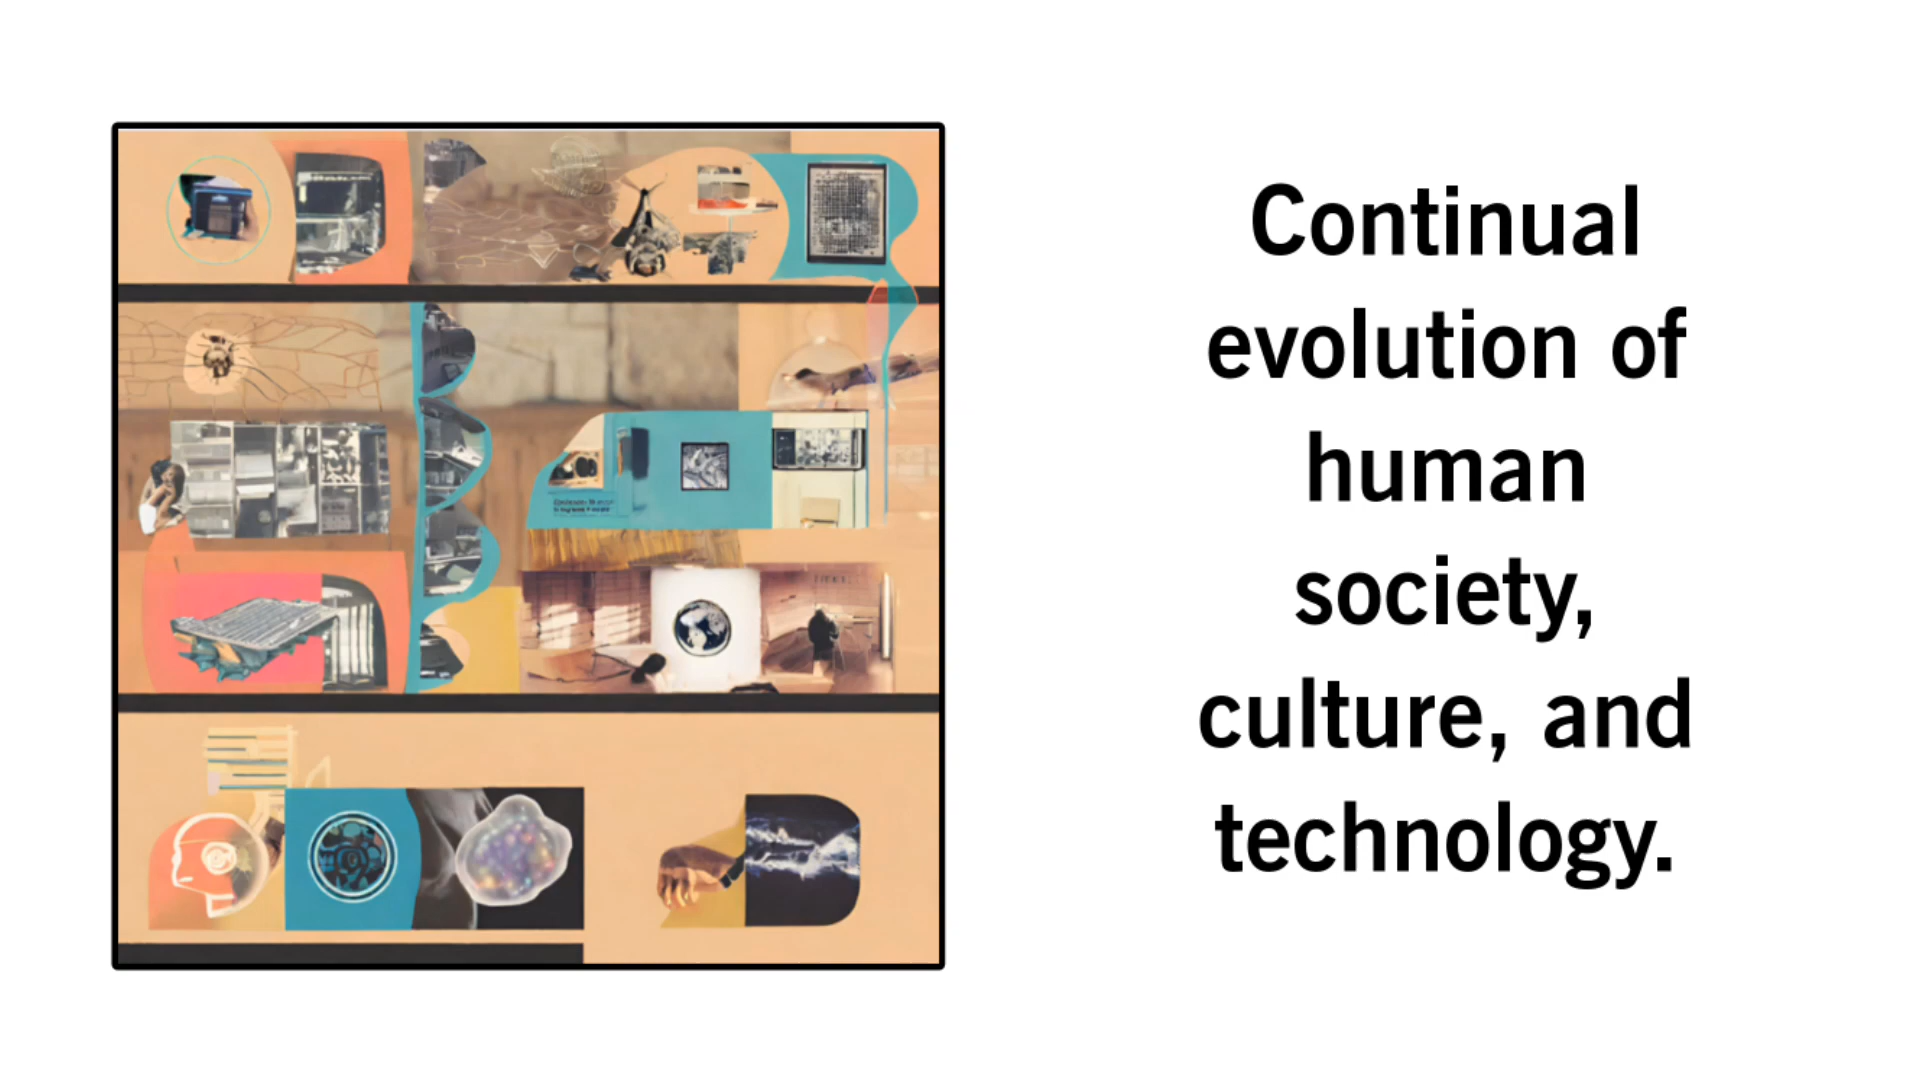 Continual
evolution of
human
society,
culture, and
technology.